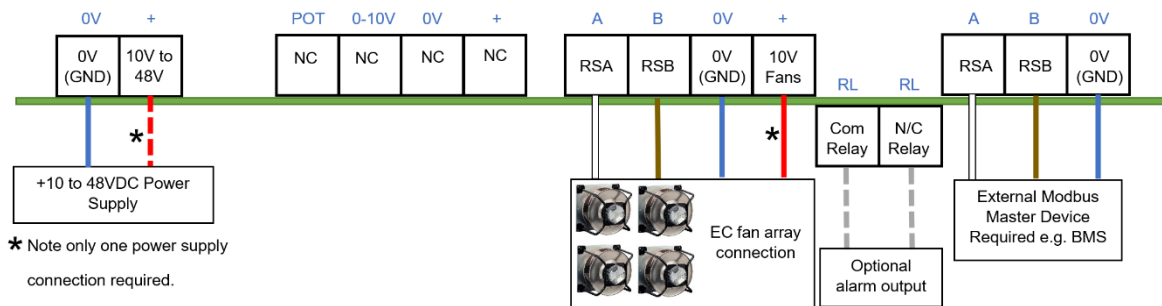 0V +
0V (GND)
10V to 48V
+10 to 48VDC Power
Supply
* Note only one power supply
connection required.
POT 0-10V 0V +
NC NC NC NC
A B 0V +
RSA
RSB
0V (GND)
10V Fans
*
*
EC fan array
connection
RL RL
Com
Relay
N/C
Relay
Optional
alarm output
A B 0V
RSA
RSB
0V
(GND)
External Modbus
Master Device
Required e.g. BMS